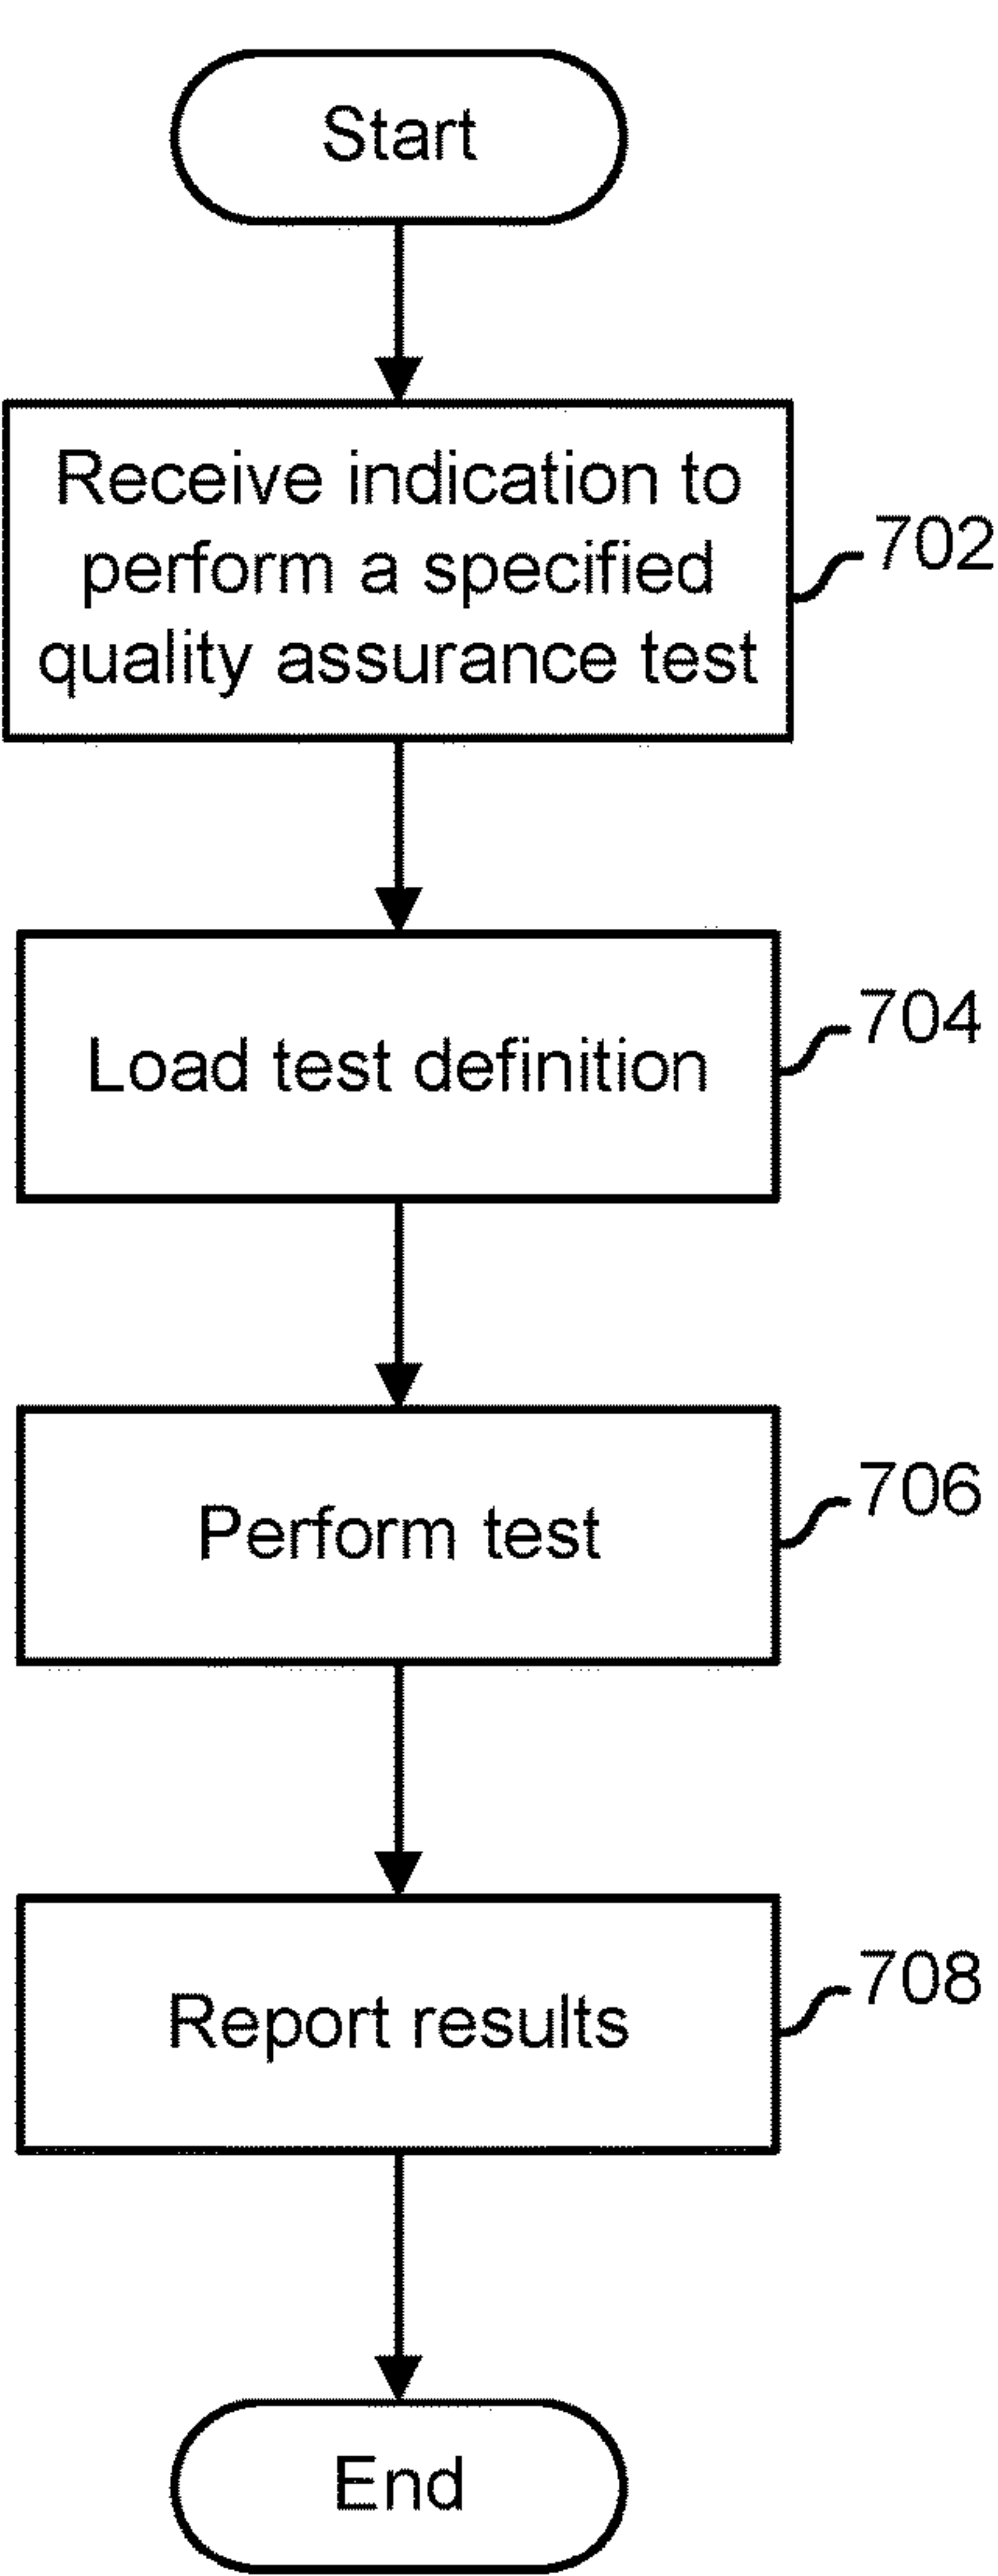 Start
Receive indication to
perform a specified
quality assurance test
702
Load test definition
704
Perform test
706
Report results
708
End